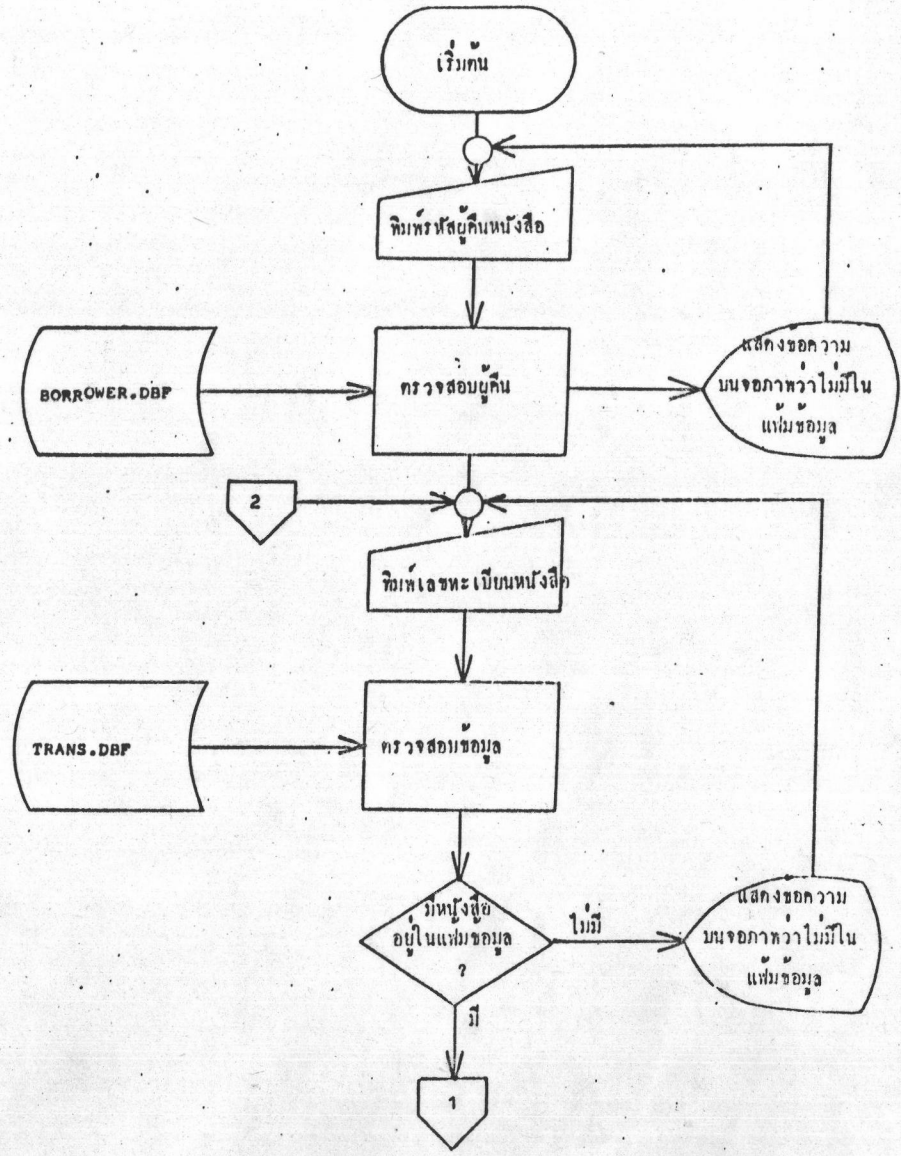 เริ่มต้น
พิมพ์รหัสผู้คืนหนังสือ
BORROWER.DBF
ตรวจสอบผู้คืน
แสดงข้อความ
บนจอภาพว่าไม่มีใน
แฟ้มข้อมูล
2
พิมพ์เลขทะเบียนหนังสือ
TRANS.DBF
ตรวจสอบข้อมูล
มีหนังสือ
อยู่ในแฟ้มข้อมูล
?
ไม่มี
แสดงข้อความ
บนจอภาพว่าไม่มีใน
แฟ้มข้อมูล
มี
1